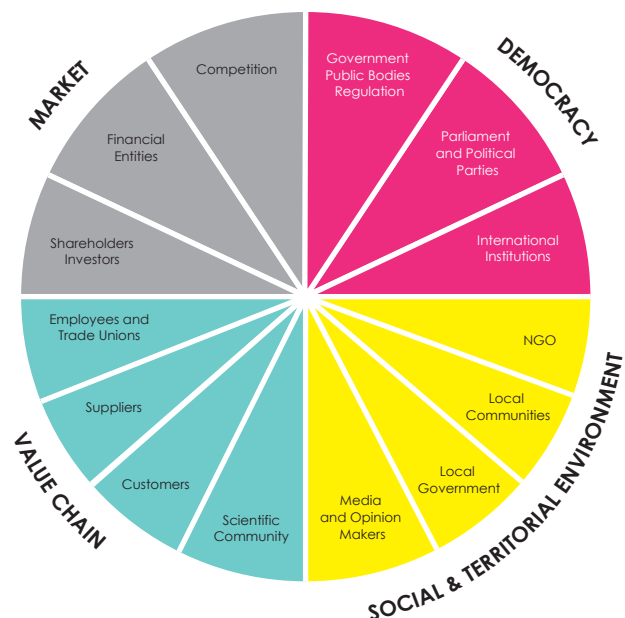 MARKET
Competition
Financial
Entities
Shareholders
Investors
DEMOCRACY
Government
Public Bodies
Regulation
Parliament
and Political
Parties
International
Institutions
VALUE CHAIN
Employees and
Trade Unions
Suppliers
Customers
Scientific
Community
SOCIAL & TERRITORIAL ENVIRONMENT
NGO
Local
Communities
Local
Government
Media
and Opinion
Makers